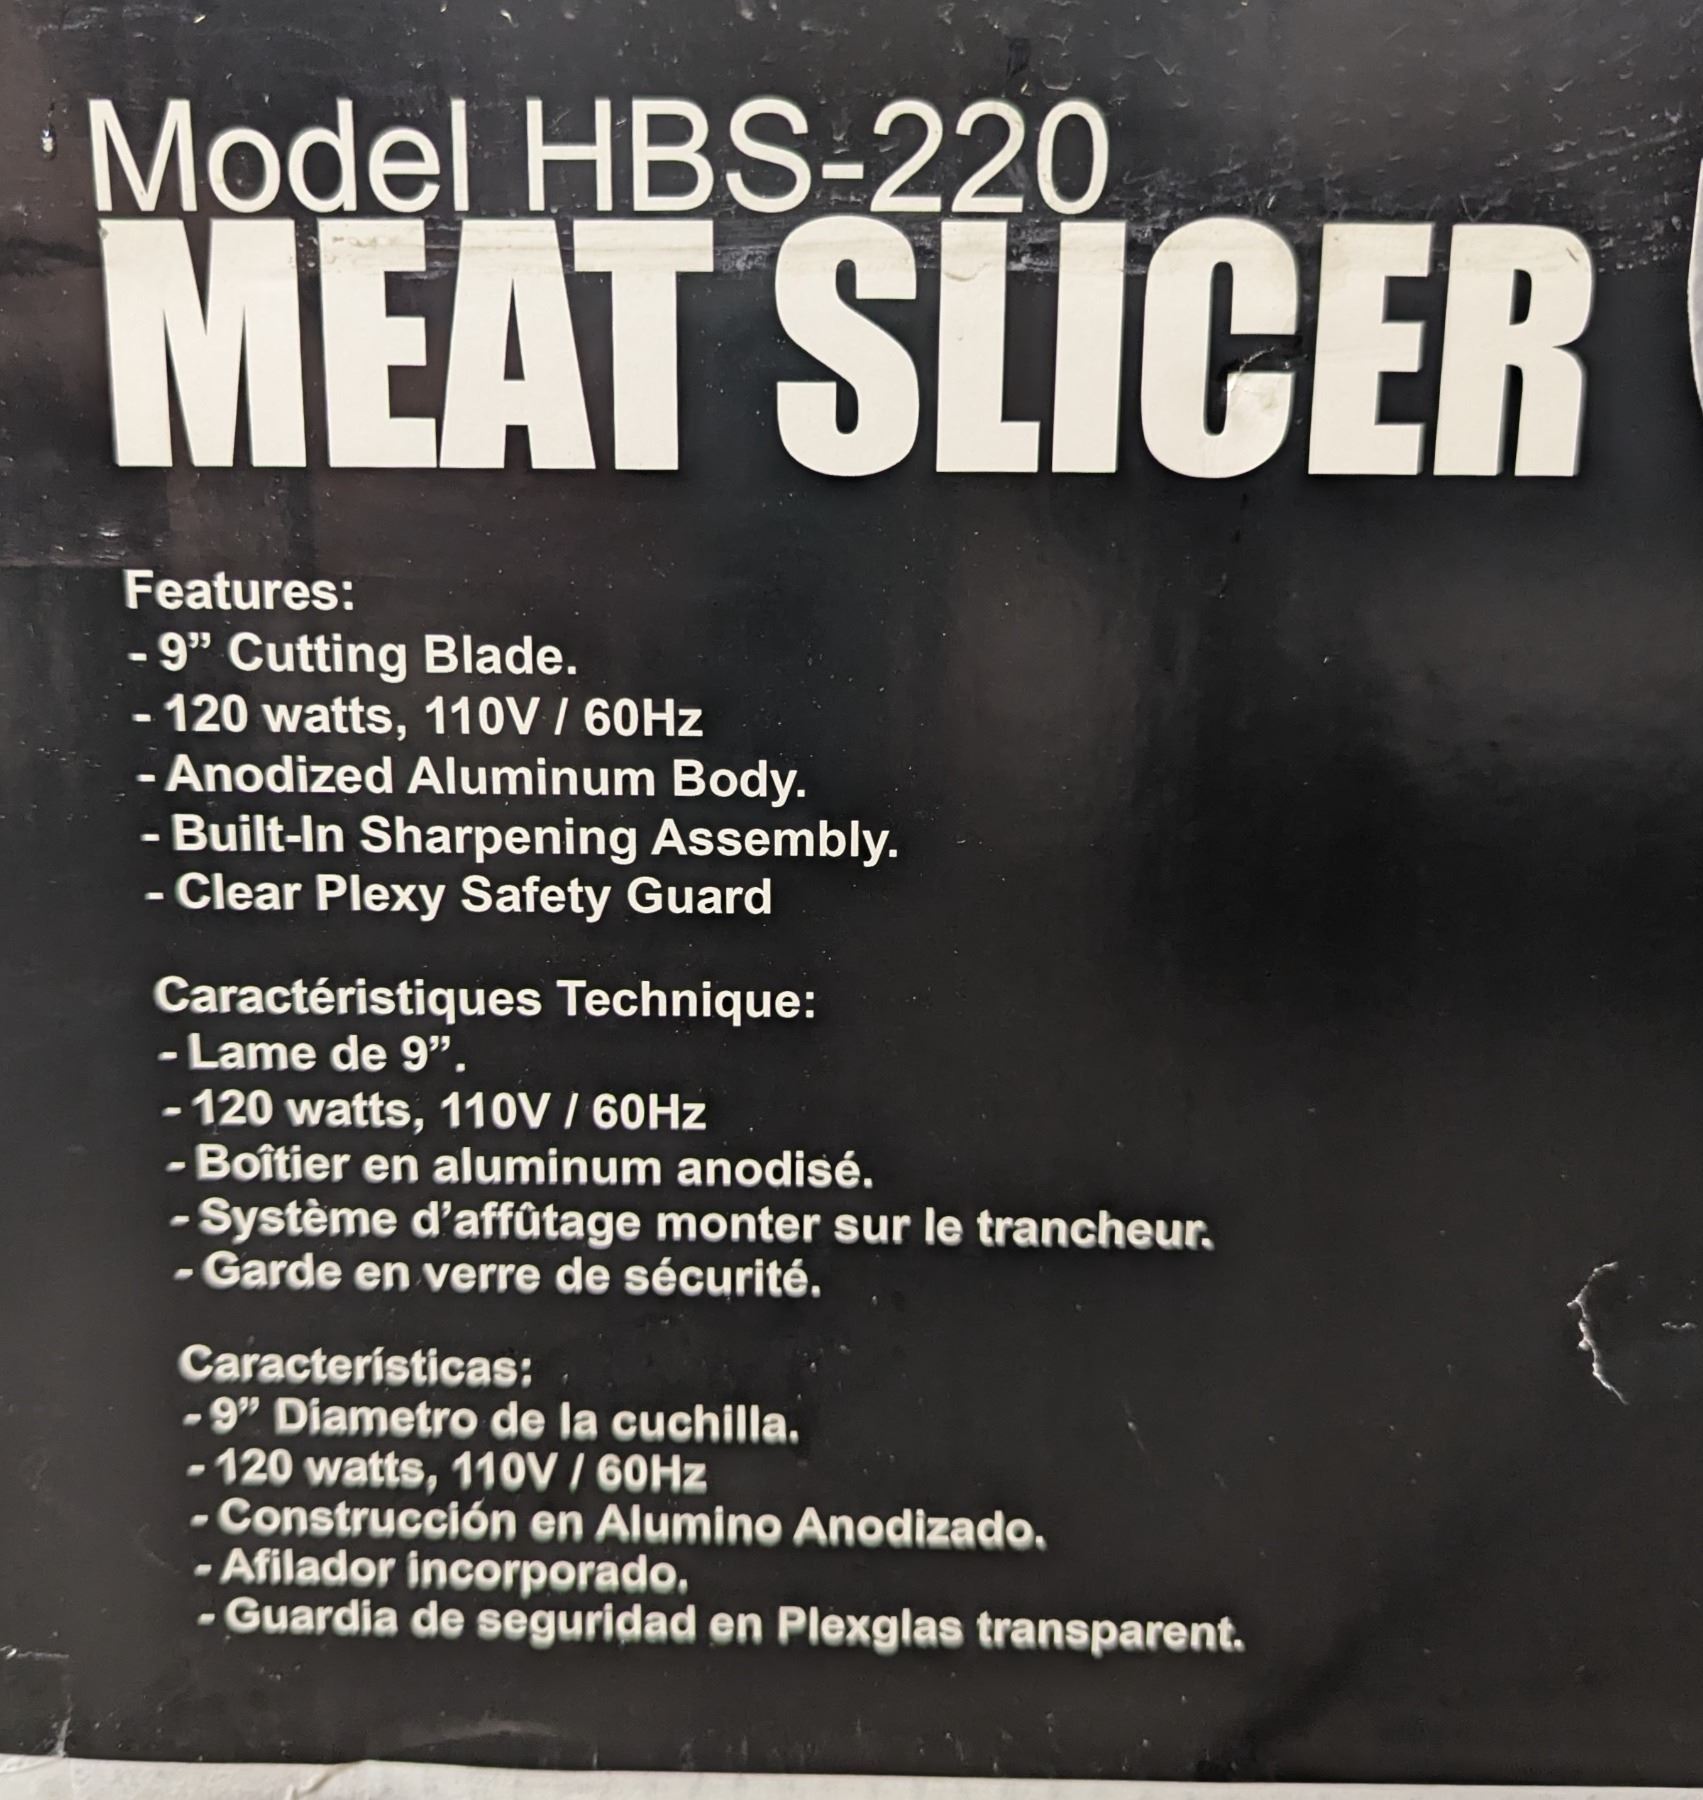 Model HBS-220
MEAT SLICER
Features:
- 9” Cutting Blade.
- 120 watts, 110V / 60Hz
- Anodized Aluminum Body.
- Built-In Sharpening Assembly.
- Clear Plexy Safety Guard
Caractéristiques Technique:
- Lame de 9”.
- 120 watts, 110V / 60Hz
- Boîtier en aluminum anodisé.
- Système d’affûtage monter sur le trancheur.
- Garde en verre de sécurité.
Características:
- 9” Diametro de la cuchilla.
- 120 watts, 110V / 60Hz
- Construcción en Alumino Anodizado.
- Afilador incorporado.
- Guardia de seguridad en Plexglas transparent.